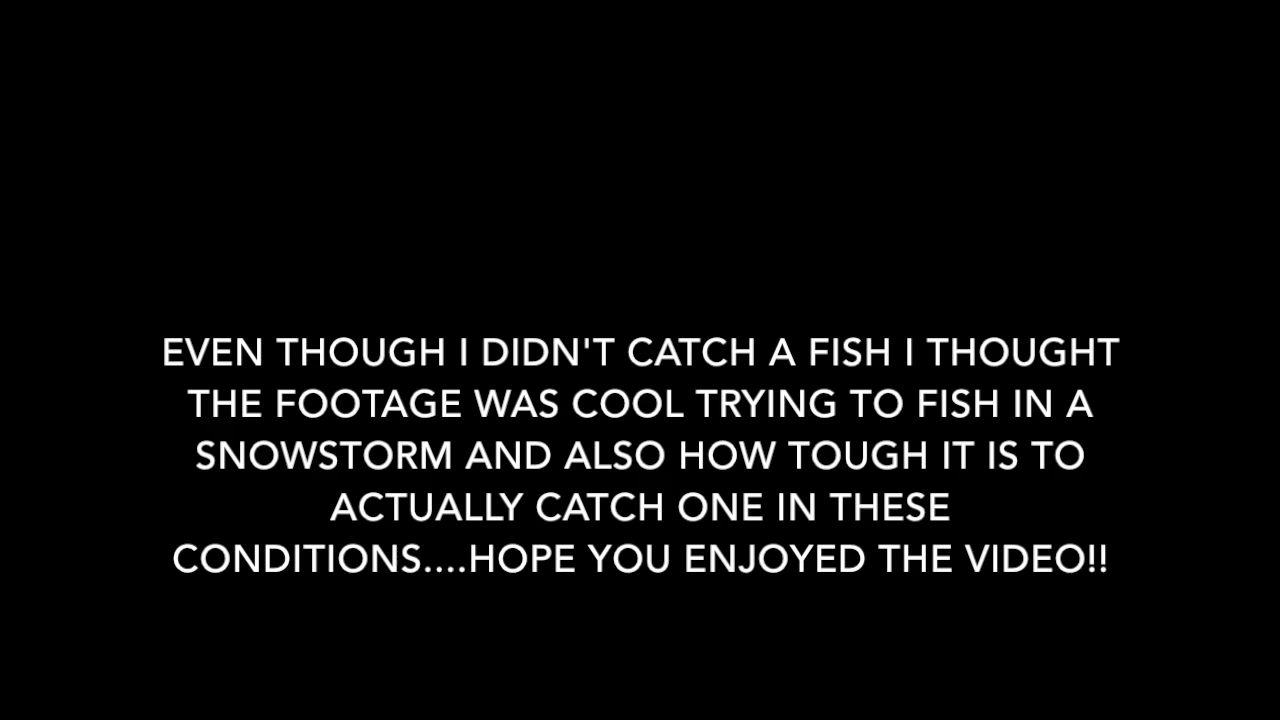 EVEN THOUGH I DIDN'T CATCH A FISH I THOUGHT
THE FOOTAGE WAS COOL TRYING TO FISH IN A
SNOWSTORM AND ALSO HOW TOUGH IT IS TO
ACTUALLY CATCH ONE IN THESE
CONDITIONS....HOPE YOU ENJOYED THE VIDEO!!